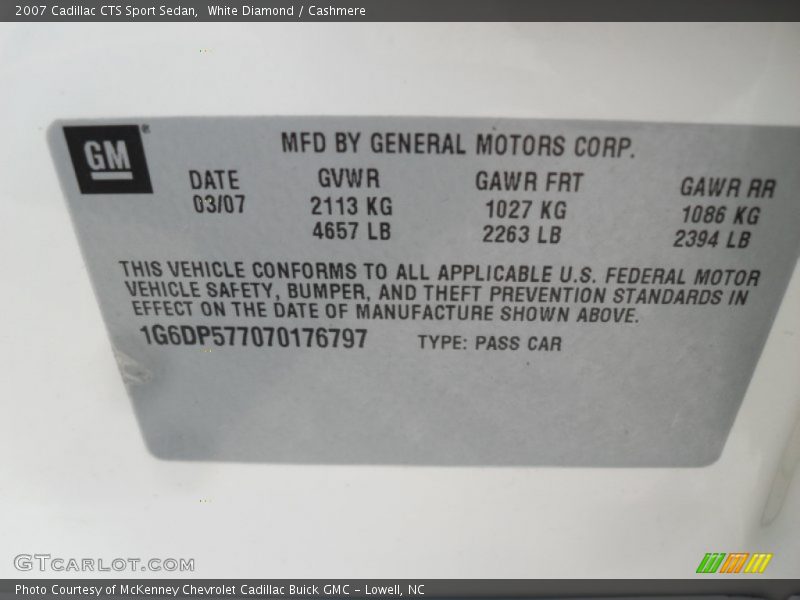 2007 Cadillac CTS Sport Sedan, White Diamond / Cashmere
GM®
MFD BY GENERAL MOTORS CORP.
DATE GVWR GAWR FRT GAWR RR
03/07 2113 KG 1027 KG 1086 KG
4657 LB 2263 LB 2394 LB
THIS VEHICLE CONFORMS TO ALL APPLICABLE U.S. FEDERAL MOTOR
VEHICLE SAFETY, BUMPER, AND THEFT PREVENTION STANDARDS IN
EFFECT ON THE DATE OF MANUFACTURE SHOWN ABOVE.
1G6DP577070176797 TYPE: PASS CAR
GTCARLOT.COM
Photo Courtesy of McKenney Chevrolet Cadillac Buick GMC - Lowell, NC